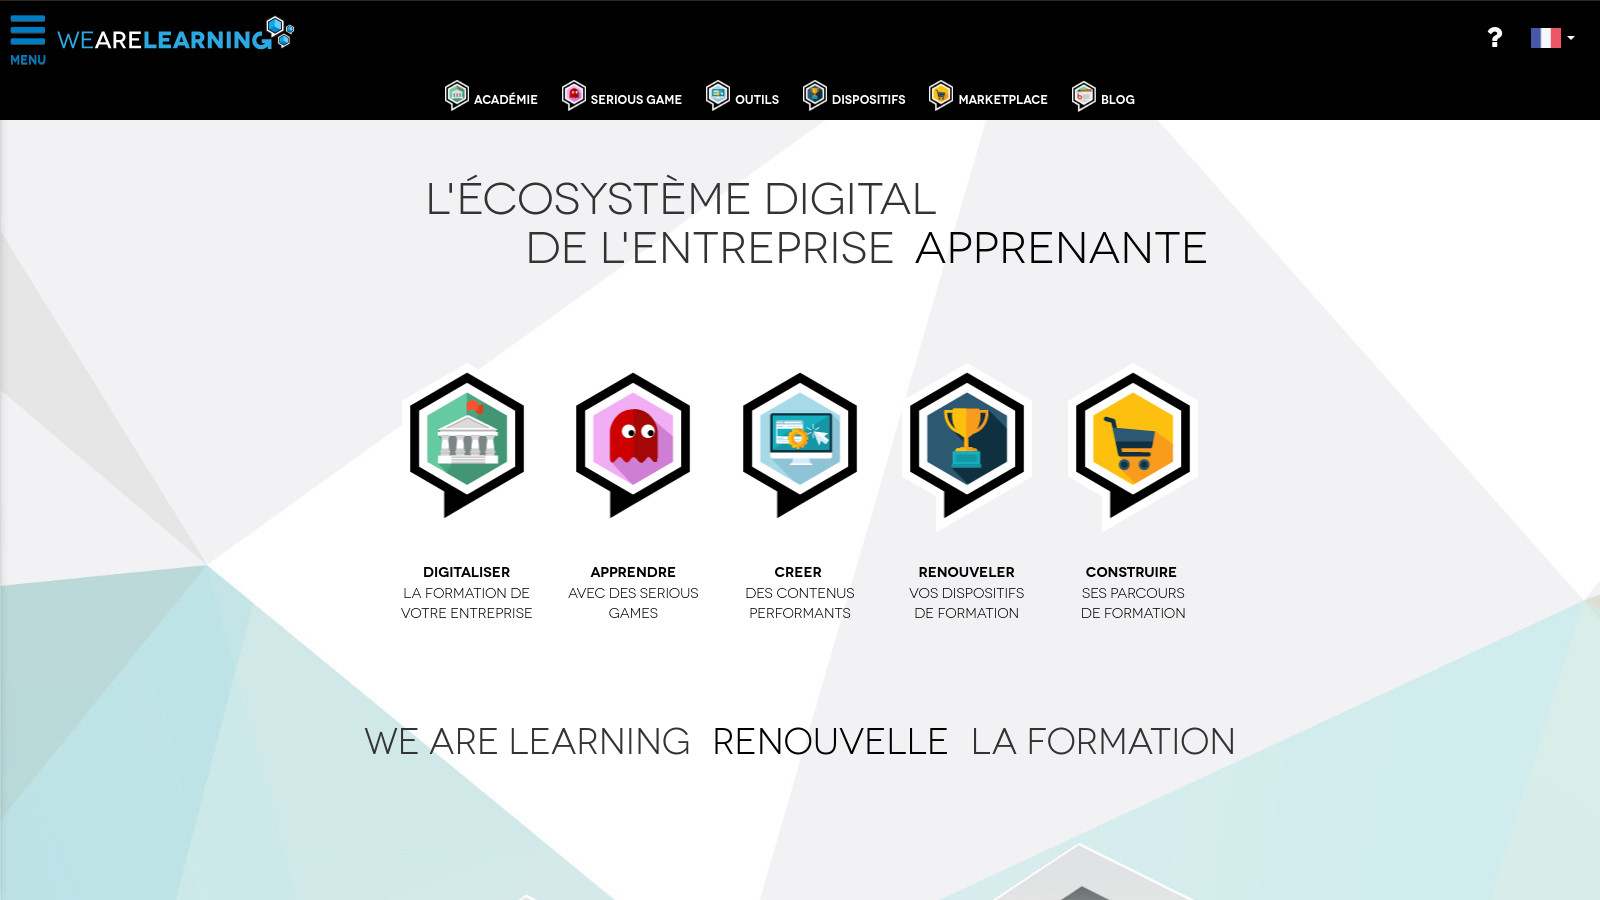 MENU
WEARELEARNING
?
ACADÉMIE
SERIOUS GAME
OUTILS
DISPOSITIFS
MARKETPLACE
BLOG
L'ÉCOSYSTÈME DIGITAL
DE L'ENTREPRISE APPRENANTE
DIGITALISER
LA FORMATION DE
VOTRE ENTREPRISE
APPRENDRE
AVEC DES SERIOUS
GAMES
CREER
DES CONTENUS
PERFORMANTS
RENOUVELER
VOS DISPOSITIFS
DE FORMATION
CONSTRUIRE
SES PARCOURS
DE FORMATION
WE ARE LEARNING RENOUVELLE LA FORMATION